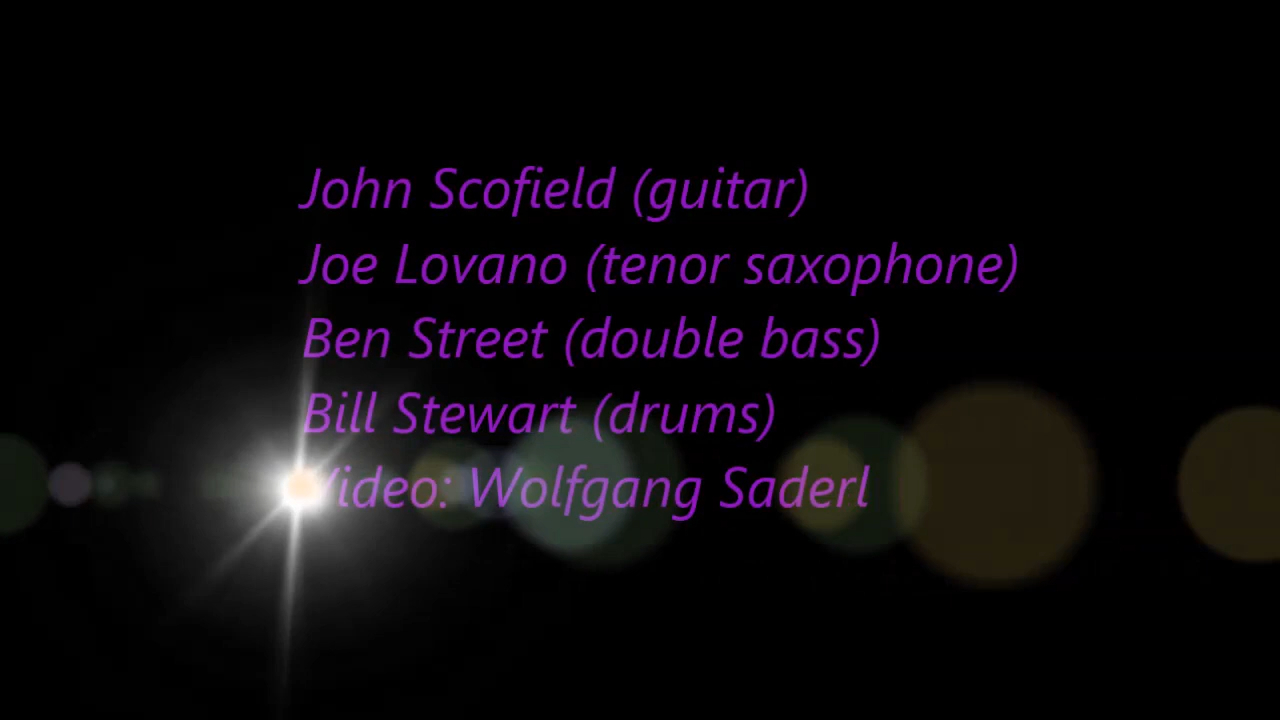 John Scofield (guitar)
Joe Lovano (tenor saxophone)
Ben Street (double bass)
Bill Stewart (drums)
Video: Wolfgang Saderl